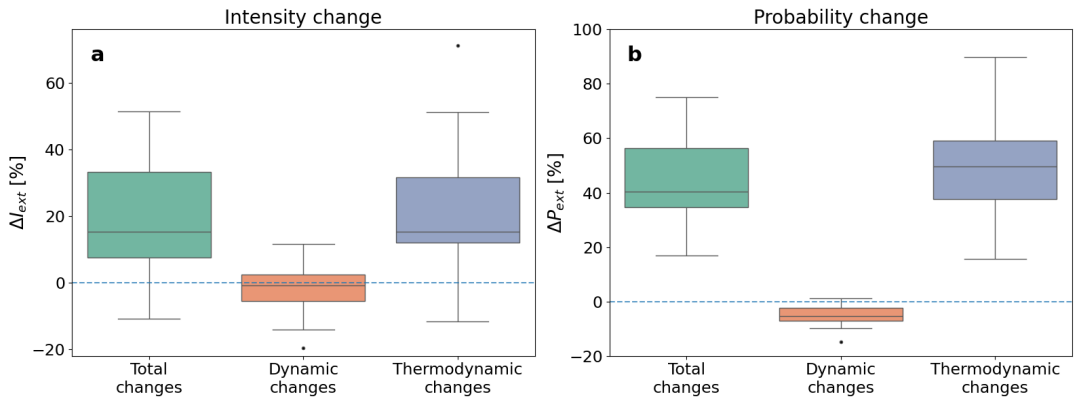 Intensity change
a
ΔI_ext [%]
60
40
20
0
−20
Total
changes
Dynamic
changes
Thermodynamic
changes
Probability change
b
ΔP_ext [%]
100
80
60
40
20
0
−20
Total
changes
Dynamic
changes
Thermodynamic
changes